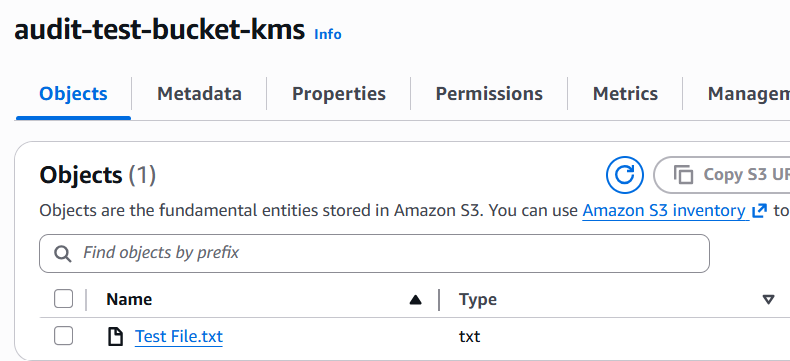 audit-test-bucket-kms Info
Objects Metadata Properties Permissions Metrics Managem
Objects (1) Copy S3 UR
Objects are the fundamental entities stored in Amazon S3. You can use Amazon S3 inventory to
Find objects by prefix
Name Type
Test File.txt txt